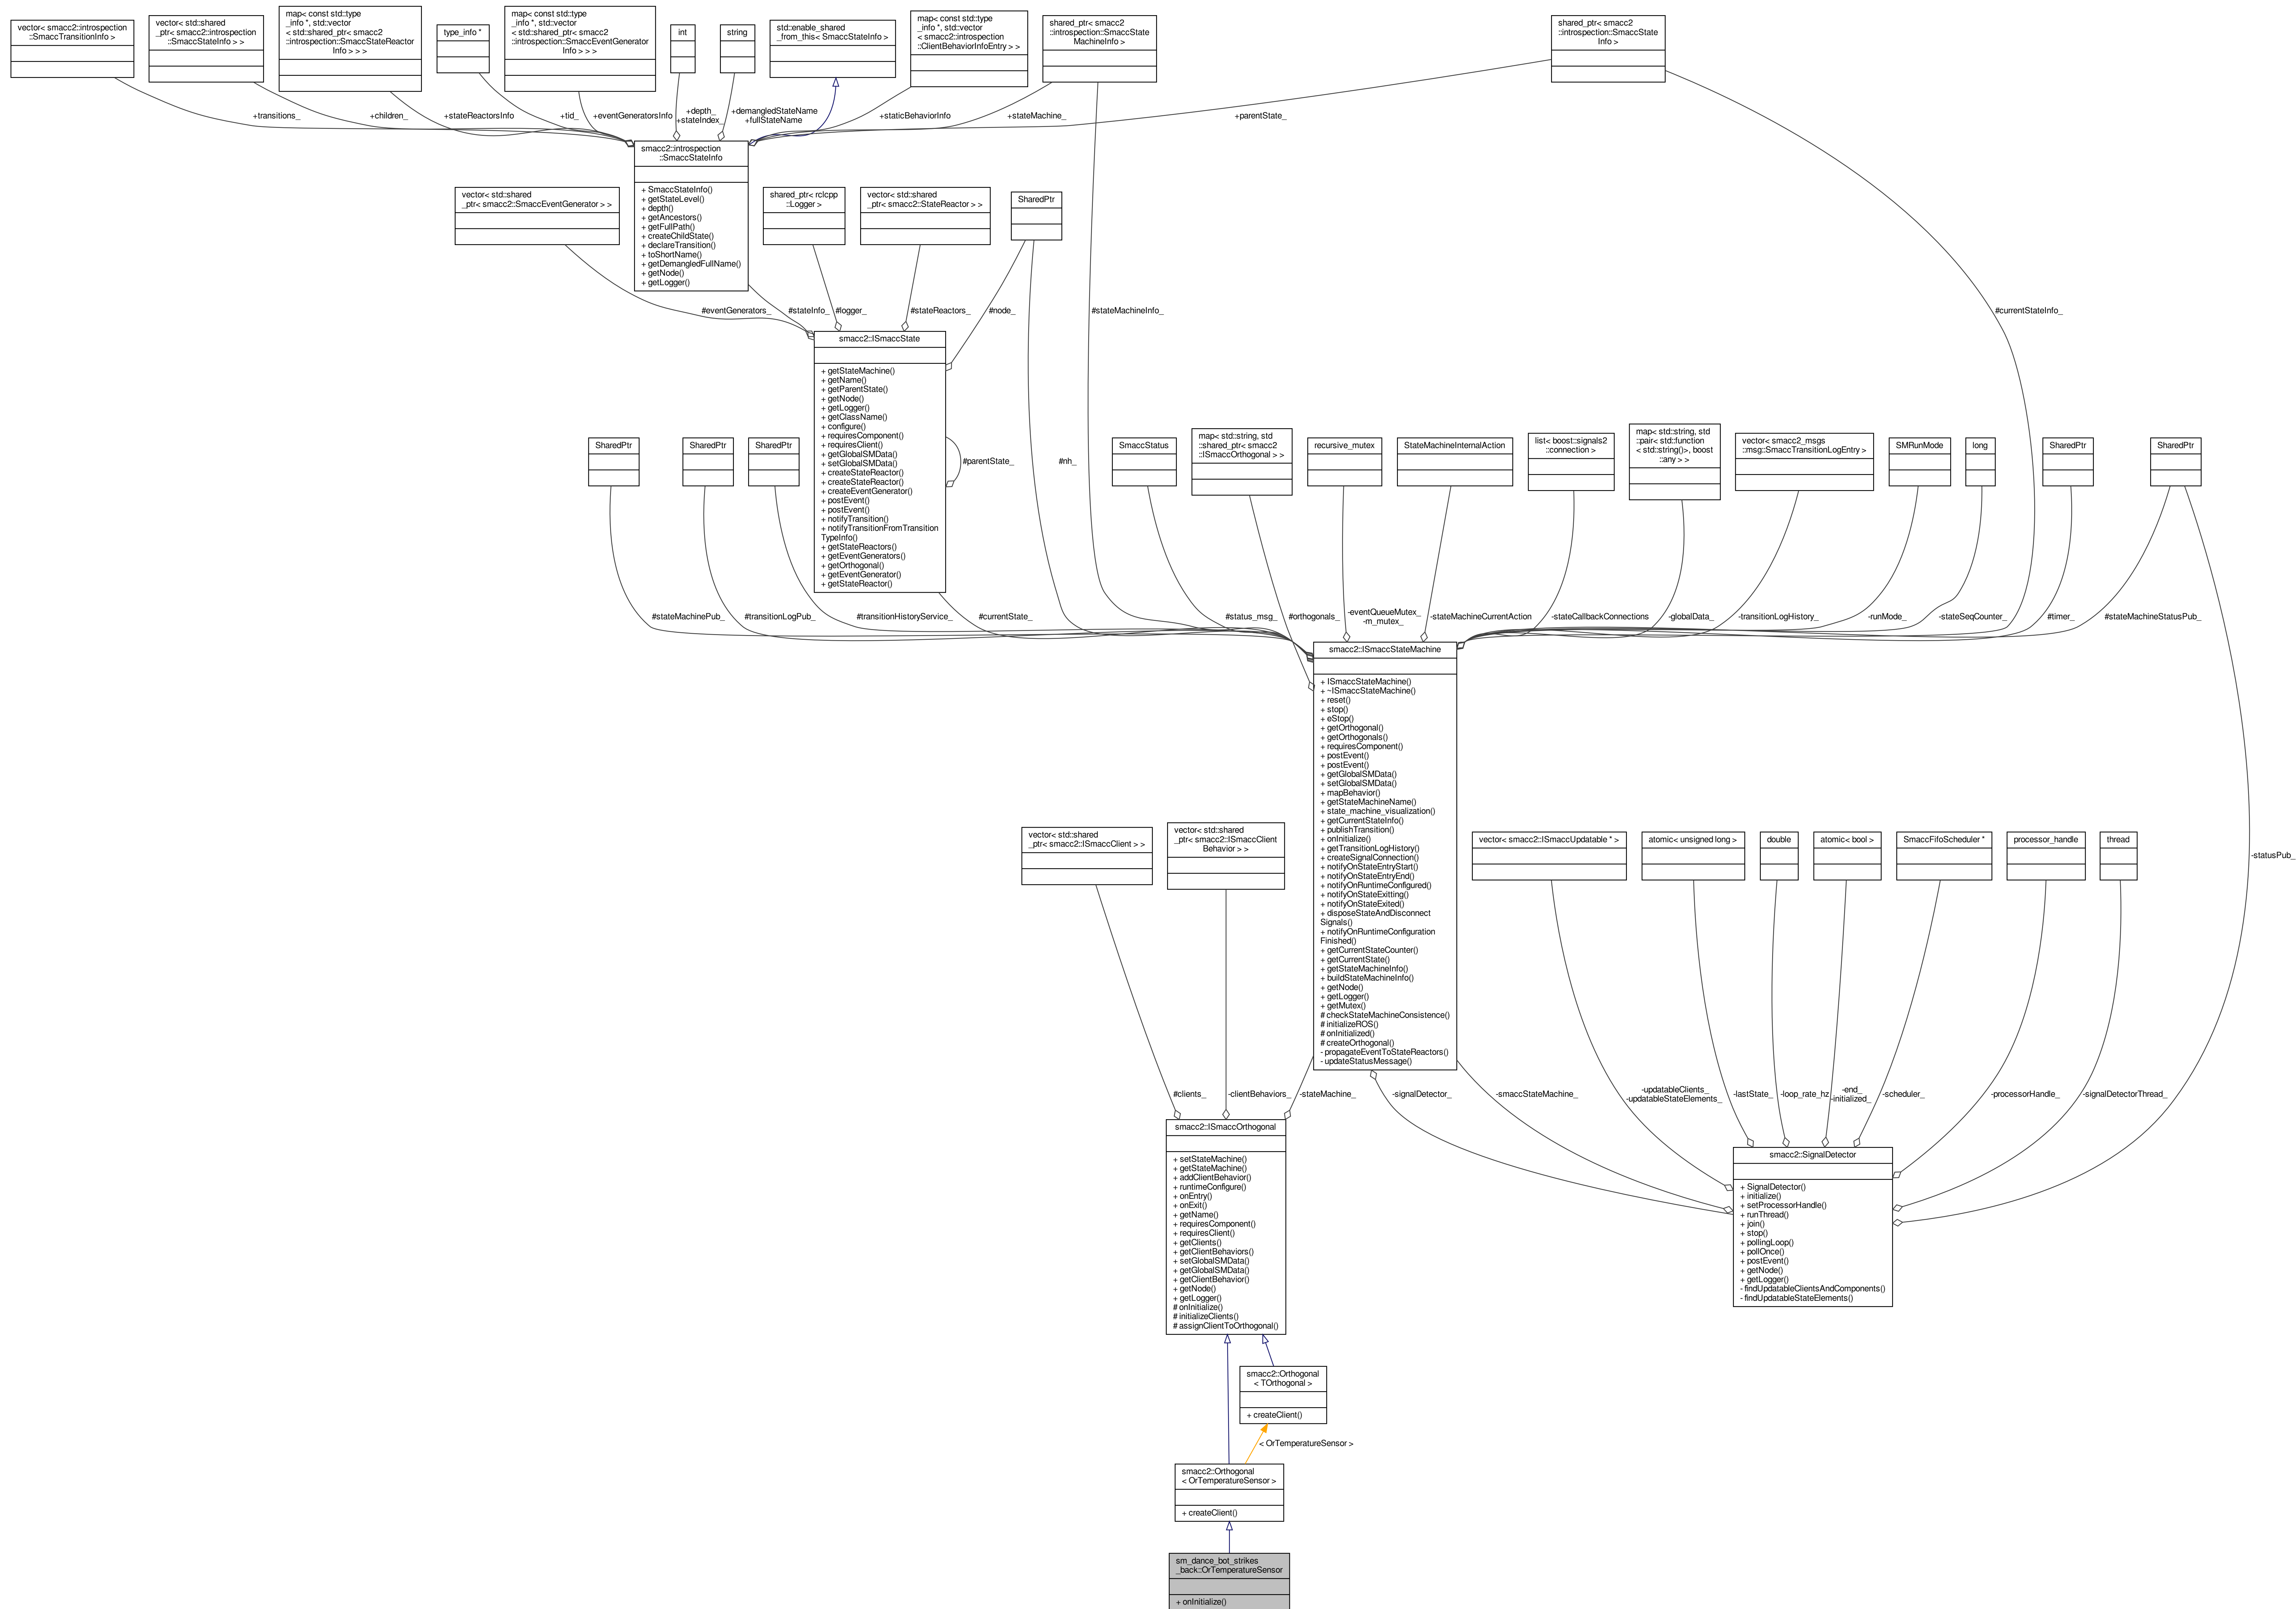 vector< smacc2::introspection
::SmaccTransitionInfo >
vector< std::shared
_ptr< smacc2::introspection
::SmaccStateInfo > >
map< const std::type
_info *, std::vector
< std::shared_ptr< smacc2
::introspection::SmaccStateReactor
Info > > >
type_info *
map< const std::type
_info *, std::vector
< std::shared_ptr< smacc2
::introspection::SmaccEventGenerator
Info > > >
int
string
std::enable_shared
_from_this< SmaccStateInfo >
map< const std::type
_info *, std::vector
< smacc2::introspection
::ClientBehaviorInfoEntry > >
shared_ptr< smacc2
::introspection::SmaccState
MachineInfo >
shared_ptr< smacc2
::introspection::SmaccState
Info >
+transitions_
+children_
+stateReactorsInfo
+tid_
+eventGeneratorsInfo
+depth_
+stateIndex_
+demangledStateName
+fullStateName
+staticBehaviorInfo
+stateMachine_
+parentState_
smacc2::introspection
::SmaccStateInfo
+ SmaccStateInfo()
+ getStateLevel()
+ depth()
+ getAncestors()
+ getFullPath()
+ createChildState()
+ declareTransition()
+ toShortName()
+ getDemangledFullName()
+ getNode()
+ getLogger()
vector< std::shared
_ptr< smacc2::SmaccEventGenerator > >
shared_ptr< rclcpp
::Logger >
vector< std::shared
_ptr< smacc2::StateReactor > >
SharedPtr
#eventGenerators_
#stateInfo_
#logger_
#stateReactors_
#node_
#stateMachineInfo_
#currentStateInfo_
smacc2::ISmaccState
+ getStateMachine()
+ getName()
+ getParentState()
+ getNode()
+ getLogger()
+ getClassName()
+ configure()
+ requiresComponent()
+ requiresClient()
+ getGlobalSMData()
+ setGlobalSMData()
+ createStateReactor()
+ createStateReactor()
+ createEventGenerator()
+ postEvent()
+ postEvent()
+ notifyTransition()
+ notifyTransitionFromTransition
TypeInfo()
+ getStateReactors()
+ getEventGenerators()
+ getOrthogonal()
+ getEventGenerator()
+ getStateReactor()
#parentState_
#nh_
SharedPtr
SharedPtr
SharedPtr
SmaccStatus
map< std::string, std
::shared_ptr< smacc2
::ISmaccOrthogonal > >
recursive_mutex
StateMachineInternalAction
list< boost::signals2
::connection >
map< std::string, std
::pair< std::function
< std::string()>, boost
::any > >
vector< smacc2_msgs
::msg::SmaccTransitionLogEntry >
SMRunMode
long
SharedPtr
SharedPtr
#stateMachinePub_
#transitionLogPub_
#transitionHistoryService_
#currentState_
#status_msg_
#orthogonals_
-eventQueueMutex_
-m_mutex_
-stateMachineCurrentAction
-stateCallbackConnections
-globalData_
-transitionLogHistory_
-runMode_
-stateSeqCounter_
#timer_
#stateMachineStatusPub_
smacc2::ISmaccStateMachine
+ ISmaccStateMachine()
+ ~ISmaccStateMachine()
+ reset()
+ stop()
+ eStop()
+ getOrthogonal()
+ getOrthogonals()
+ requiresComponent()
+ postEvent()
+ postEvent()
+ getGlobalSMData()
+ setGlobalSMData()
+ mapBehavior()
+ getStateMachineName()
+ state_machine_visualization()
+ getCurrentStateInfo()
+ publishTransition()
+ onInitialize()
+ getTransitionLogHistory()
+ createSignalConnection()
+ notifyOnStateEntryStart()
+ notifyOnStateEntryEnd()
+ notifyOnRuntimeConfigured()
+ notifyOnStateExitting()
+ notifyOnStateExited()
+ disposeStateAndDisconnect
Signals()
+ notifyOnRuntimeConfiguration
Finished()
+ getCurrentStateCounter()
+ getCurrentState()
+ getStateMachineInfo()
+ buildStateMachineInfo()
+ getNode()
+ getLogger()
+ getMutex()
# checkStateMachineConsistence()
# initializeROS()
# onInitialized()
# createOrthogonal()
- propagateEventToStateReactors()
- updateStatusMessage()
vector< std::shared
_ptr< smacc2::ISmaccClient > >
vector< std::shared
_ptr< smacc2::ISmaccClient
Behavior > >
vector< smacc2::ISmaccUpdatable * >
atomic< unsigned long >
double
atomic< bool >
SmaccFifoScheduler *
processor_handle
thread
-statusPub_
#clients_
-clientBehaviors_
-stateMachine_
-signalDetector_
-smaccStateMachine_
-updatableClients_
-updatableStateElements_
-lastState_
-loop_rate_hz
-end_
-initialized_
-scheduler_
-processorHandle_
-signalDetectorThread_
smacc2::ISmaccOrthogonal
+ setStateMachine()
+ getStateMachine()
+ addClientBehavior()
+ runtimeConfigure()
+ onEntry()
+ onExit()
+ getName()
+ requiresComponent()
+ requiresClient()
+ getClients()
+ getClientBehaviors()
+ setGlobalSMData()
+ getGlobalSMData()
+ getClientBehavior()
+ getNode()
+ getLogger()
# onInitialize()
# initializeClients()
# assignClientToOrthogonal()
smacc2::SignalDetector
+ SignalDetector()
+ initialize()
+ setProcessorHandle()
+ runThread()
+ join()
+ stop()
+ pollingLoop()
+ pollOnce()
+ postEvent()
+ getNode()
+ getLogger()
- findUpdatableClientsAndComponents()
- findUpdatableStateElements()
smacc2::Orthogonal
< TOrthogonal >
+ createClient()
< OrTemperatureSensor >
smacc2::Orthogonal
< OrTemperatureSensor >
+ createClient()
sm_dance_bot_strikes
_back::OrTemperatureSensor
+ onInitialize()